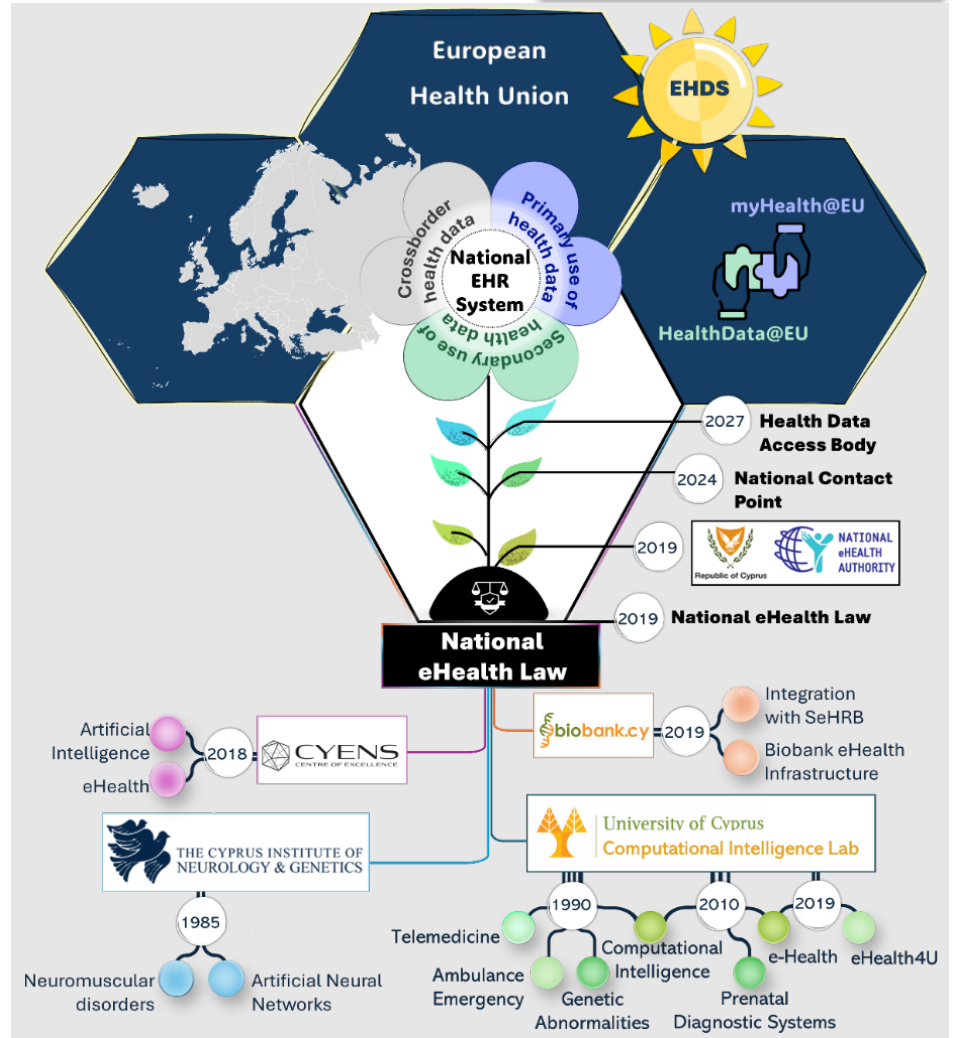 European
Health Union
EHDS
myHealth@EU
HealthData@EU
Crossborder
health data
Primary use of
health data
National
EHR
System
Secondary use of
health data
2027
Health Data
Access Body
2024
National Contact
Point
2019
Republic of Cyprus
NATIONAL
eHEALTH
AUTHORITY
2019
National eHealth Law
National
eHealth Law
Artificial
Intelligence
eHealth
2018
CYENS
CENTRE OF EXCELLENCE
biobank.cy
2019
Integration
with SeHRB
Biobank eHealth
Infrastructure
THE CYPRUS INSTITUTE OF
NEUROLOGY & GENETICS
1985
Neuromuscular
disorders
Artificial Neural
Networks
University of Cyprus
Computational Intelligence Lab
1990
2010
2019
Telemedicine
Ambulance
Emergency
Genetic
Abnormalities
Computational
Intelligence
Prenatal
Diagnostic Systems
e-Health
eHealth4U